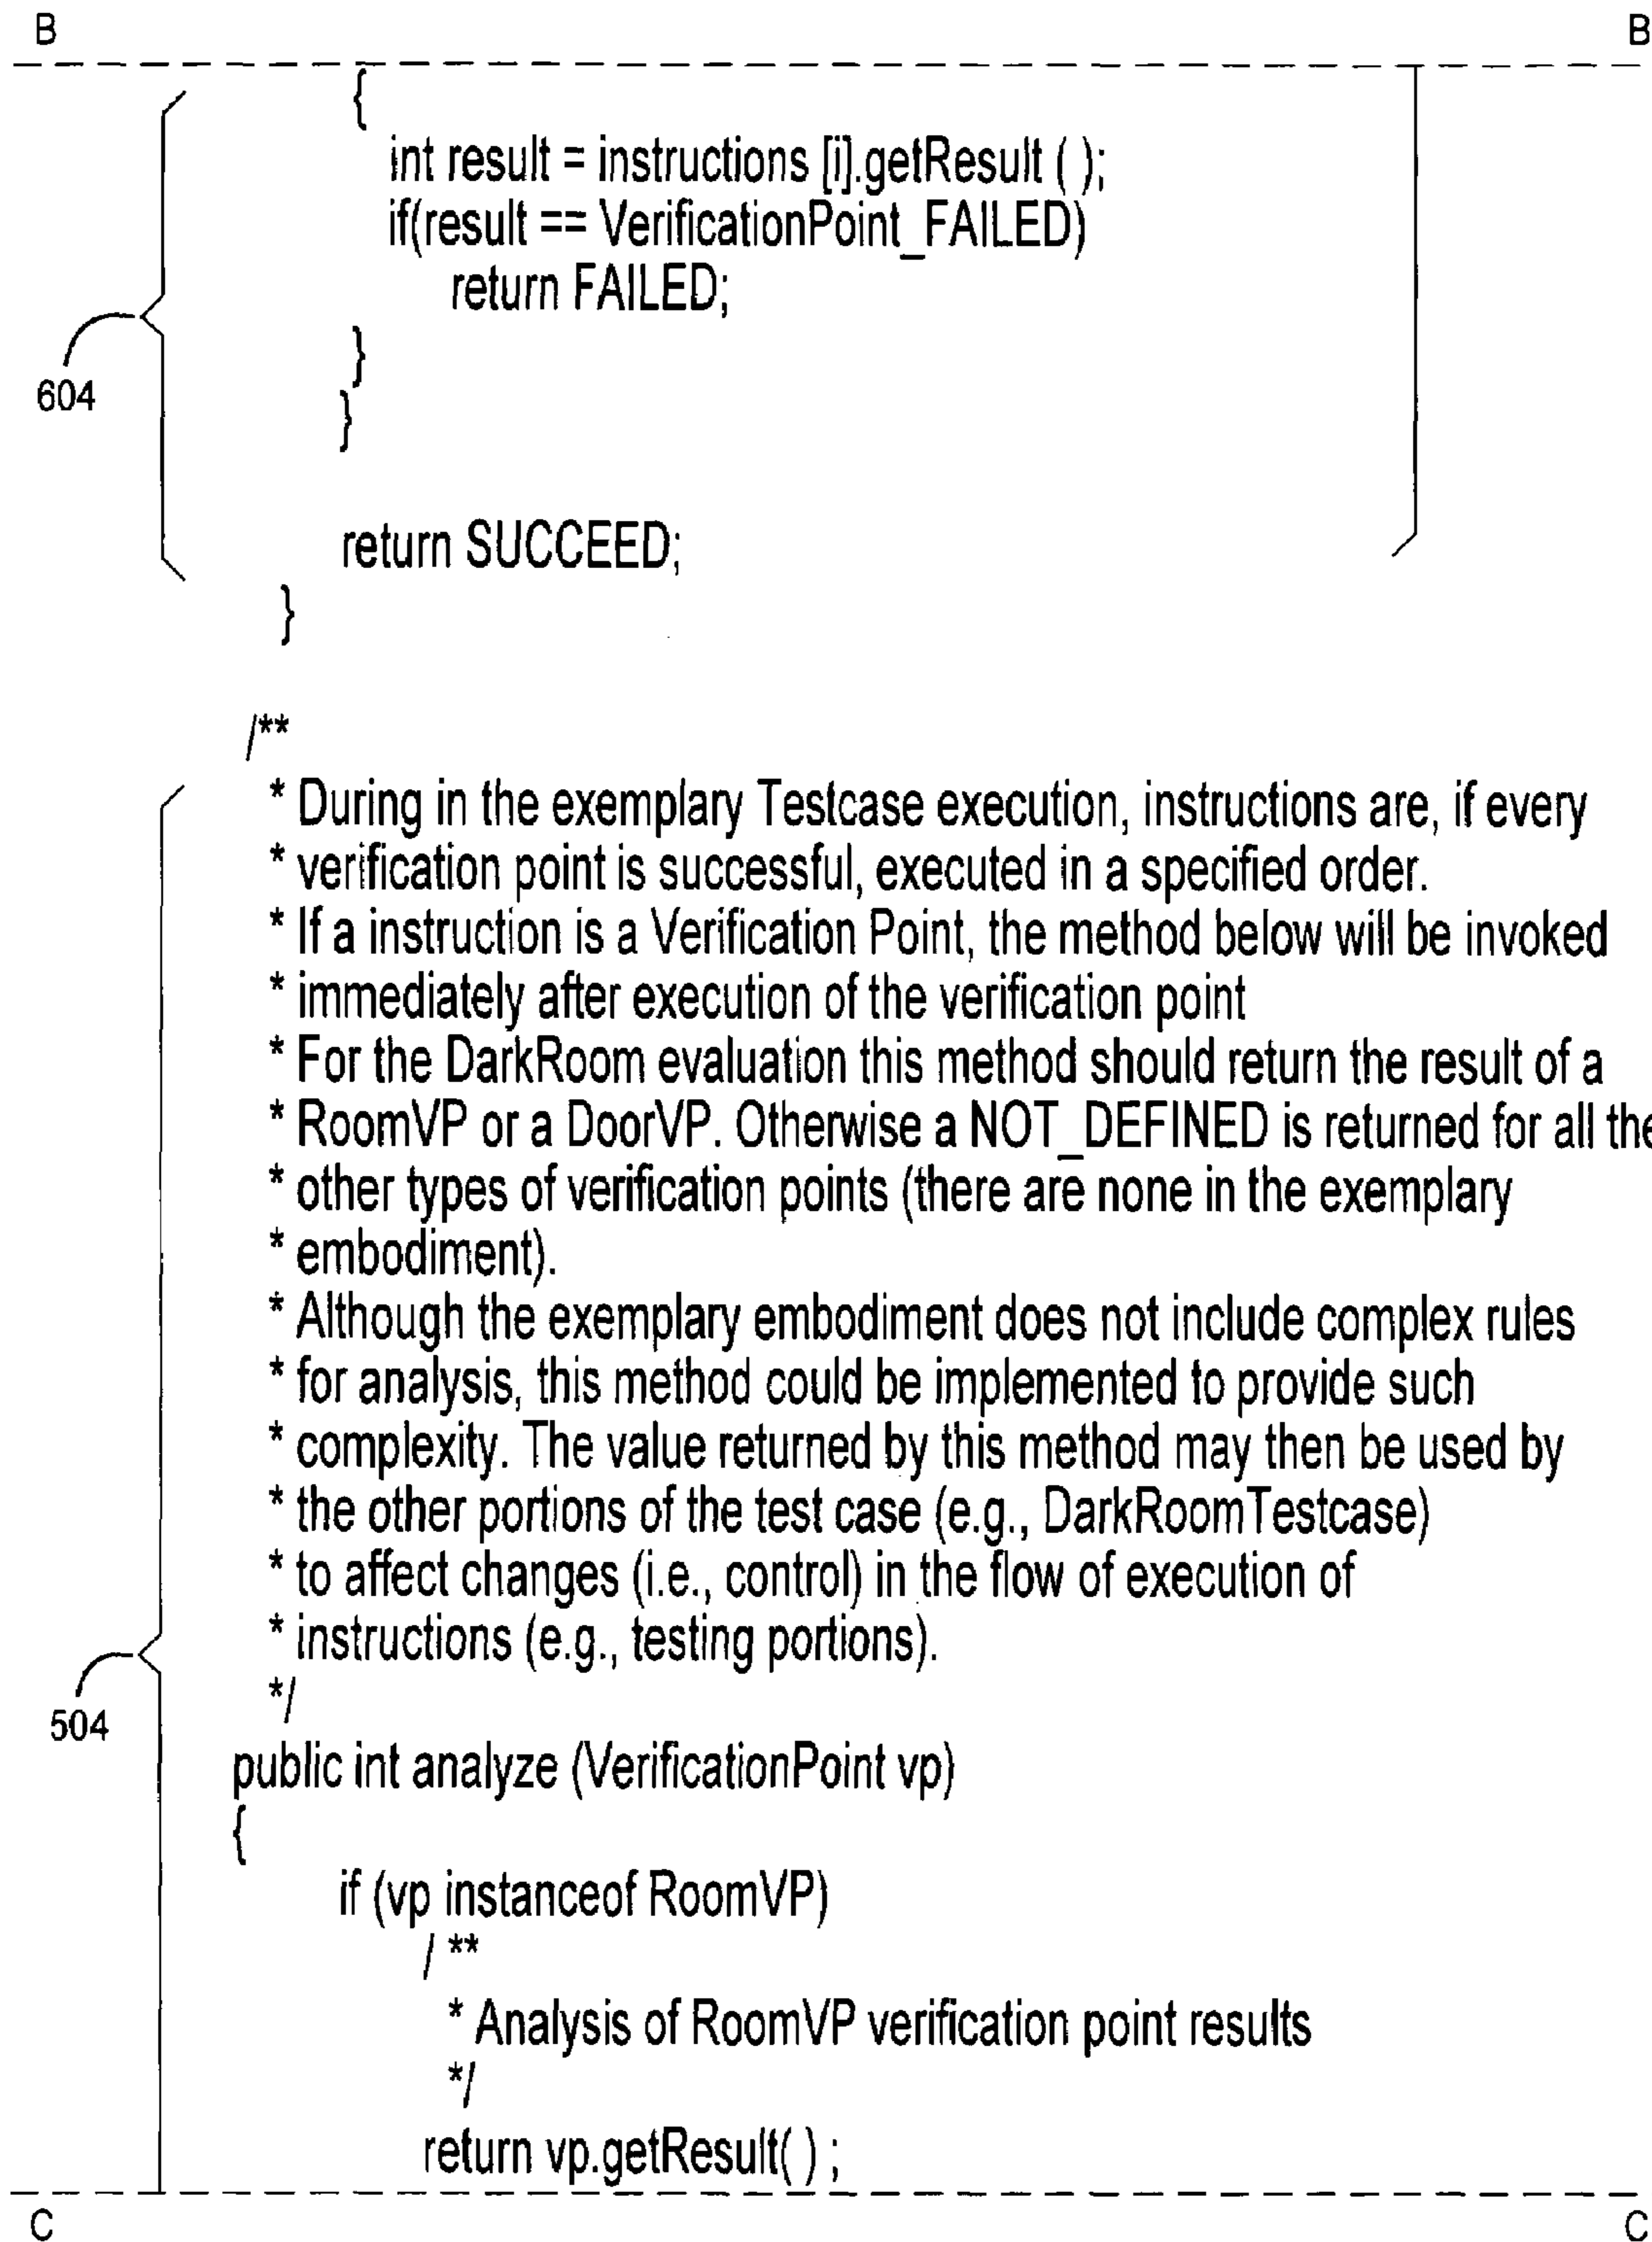 B B
{
int result = instructions [i].getResult ( );
if(result == VerificationPoint_FAILED)
return FAILED;
}
604
}
return SUCCEED;
}
/**
* During in the exemplary Testcase execution, instructions are, if every
* verification point is successful, executed in a specified order.
* If a instruction is a Verification Point, the method below will be invoked
* immediately after execution of the verification point
* For the DarkRoom evaluation this method should return the result of a
* RoomVP or a DoorVP. Otherwise a NOT_DEFINED is returned for all the
* other types of verification points (there are none in the exemplary
* embodiment).
* Although the exemplary embodiment does not include complex rules
* for analysis, this method could be implemented to provide such
* complexity. The value returned by this method may then be used by
* the other portions of the test case (e.g., DarkRoomTestcase)
* to affect changes (i.e., control) in the flow of execution of
* instructions (e.g., testing portions).
*/
504
public int analyze (VerificationPoint vp)
{
if (vp instanceof RoomVP)
/ **
* Analysis of RoomVP verification point results
*/
return vp.getResult( ) ;
C C